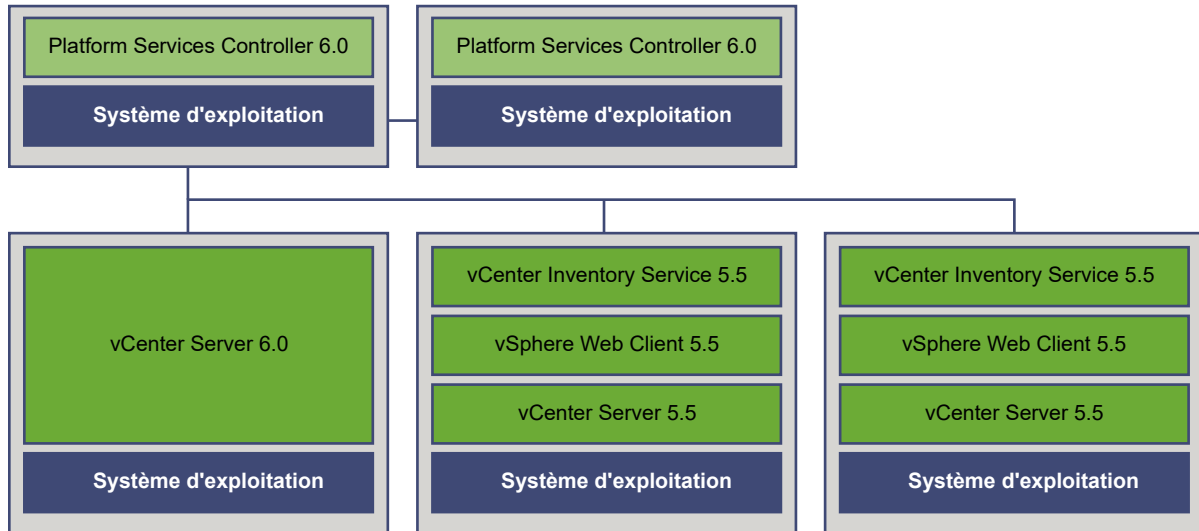 Platform Services Controller 6.0
Système d'exploitation
Platform Services Controller 6.0
Système d'exploitation
vCenter Server 6.0
Système d'exploitation
vCenter Inventory Service 5.5
vSphere Web Client 5.5
vCenter Server 5.5
Système d'exploitation
vCenter Inventory Service 5.5
vSphere Web Client 5.5
vCenter Server 5.5
Système d'exploitation